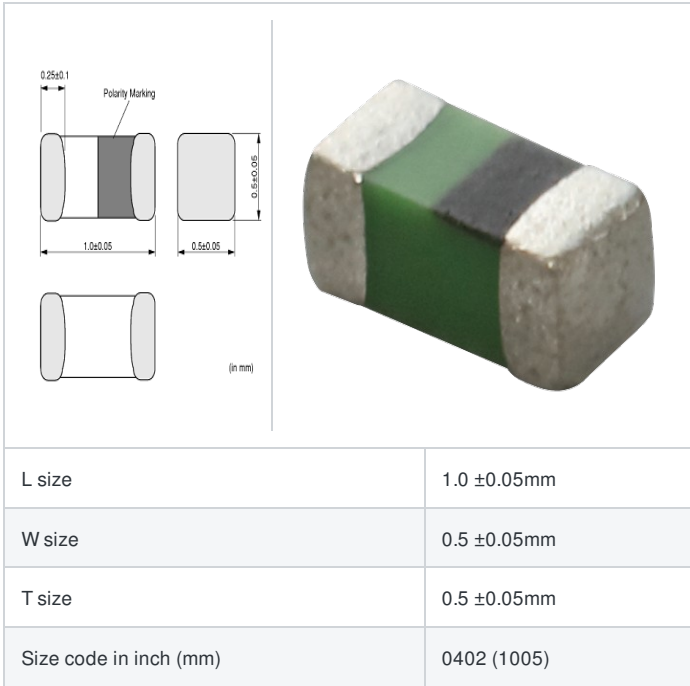 0.25±0.1
Polarity Marking
0.5±0.05
1.0±0.05
0.5±0.05
(in mm)
L size 1.0 ±0.05mm
W size 0.5 ±0.05mm
T size 0.5 ±0.05mm
Size code in inch (mm) 0402 (1005)